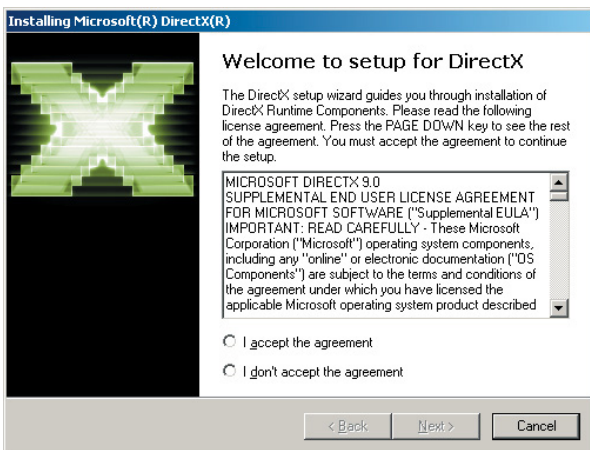 Installing Microsoft(R) DirectX(R)
Welcome to setup for DirectX
The DirectX setup wizard guides you through installation of
DirectX Runtime Components. Please read the following
license agreement. Press the PAGE DOWN key to see the rest
of the agreement. You must accept the agreement to continue
the setup.
MICROSOFT DIRECTX 9.0
SUPPLEMENTAL END USER LICENSE AGREEMENT
FOR MICROSOFT SOFTWARE ("Supplemental EULA")
IMPORTANT: READ CAREFULLY - These Microsoft
Corporation ("Microsoft") operating system components,
including any "online" or electronic documentation ("OS
Components") are subject to the terms and conditions of
the agreement under which you have licensed the
applicable Microsoft operating system product described
I accept the agreement
I don't accept the agreement
< Back Next > Cancel